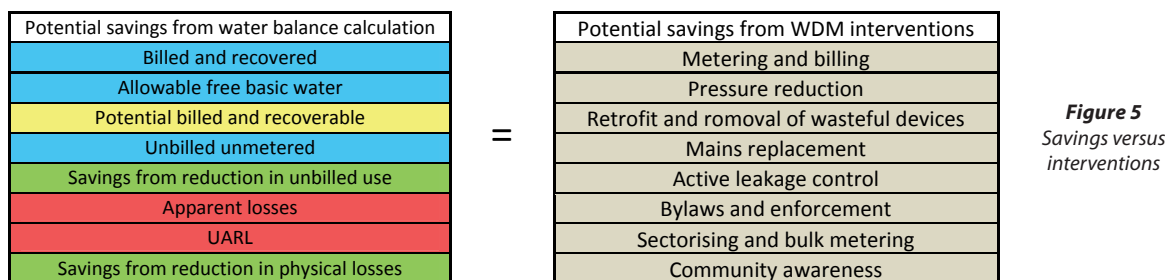 Potential savings from water balance calculation
Billed and recovered
Allowable free basic water
Potential billed and recoverable
Unbilled unmetered
Savings from reduction in unbilled use
Apparent losses
UARL
Savings from reduction in physical losses
=
Potential savings from WDM interventions
Metering and billing
Pressure reduction
Retrofit and romoval of wasteful devices
Mains replacement
Active leakage control
Bylaws and enforcement
Sectorising and bulk metering
Community awareness
Figure 5
Savings versus
interventions